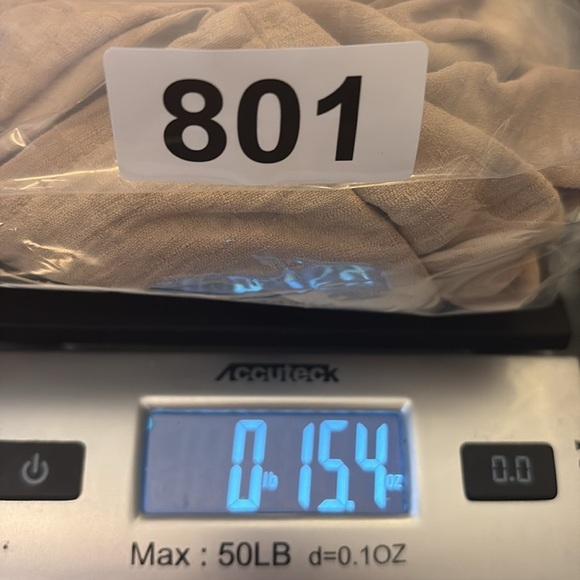 801
Accuteck
0 lb 15.4 oz
0.0
Max : 50LB d=0.1OZ